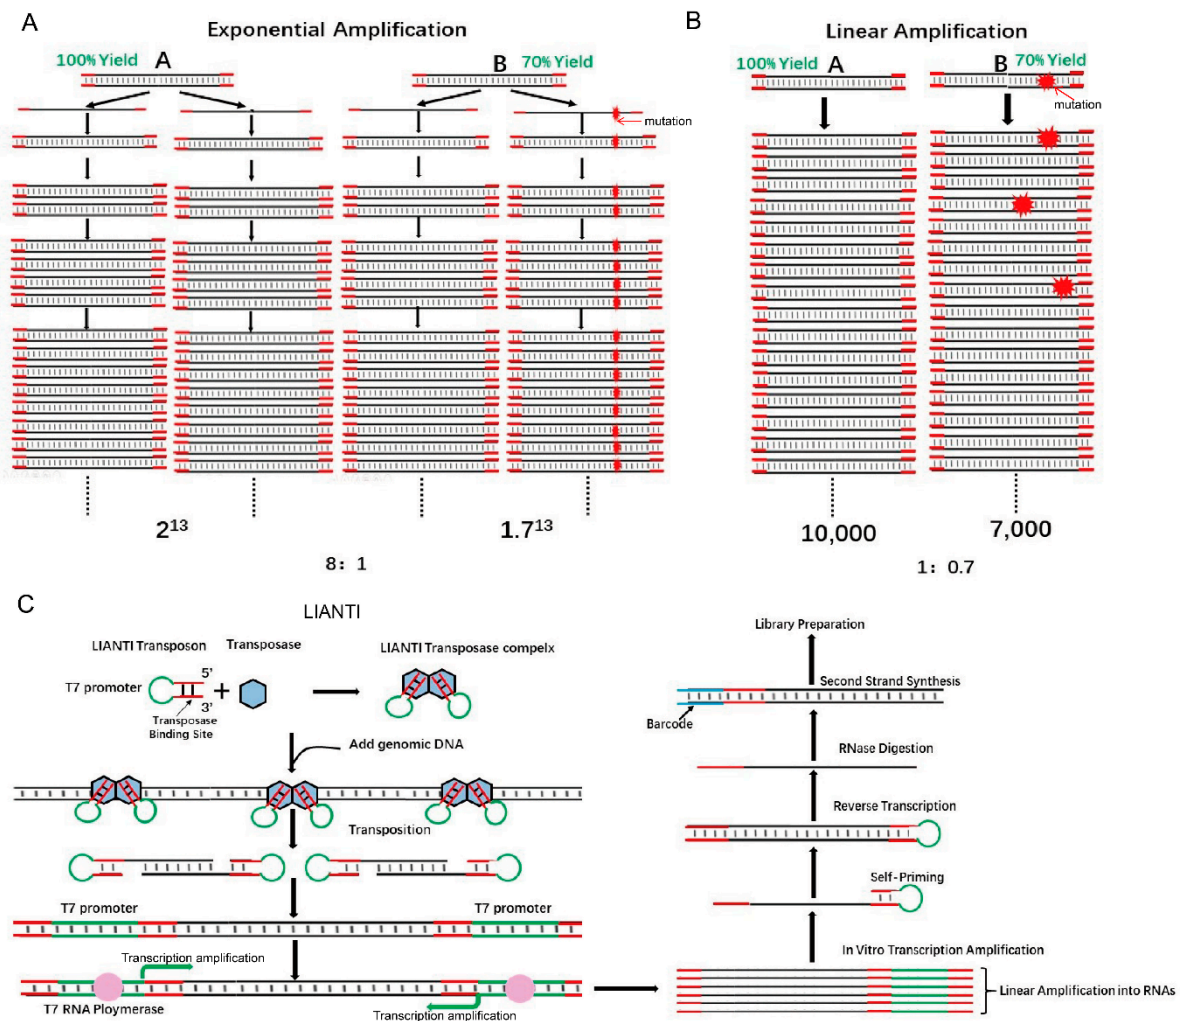 A
Exponential Amplification
100% Yield A
B 70% Yield
mutation
2¹³
1.7¹³
8: 1
B
Linear Amplification
100% Yield A
B 70% Yield
mutation
10,000
7,000
1: 0.7
C
LIANTI
LIANTI Transposon
Transposase
LIANTI Transposase compelx
T7 promoter
5’
+
3’
Transposase
Binding Site
Add genomic DNA
Transposition
T7 promoter
T7 promoter
Transcription amplification
T7 RNA Ploymerase
Transcription amplification
Library Preparation
Second Strand Synthesis
Barcode
RNase Digestion
Reverse Transcription
Self-Priming
In Vitro Transcription Amplification
Linear Amplification into RNAs